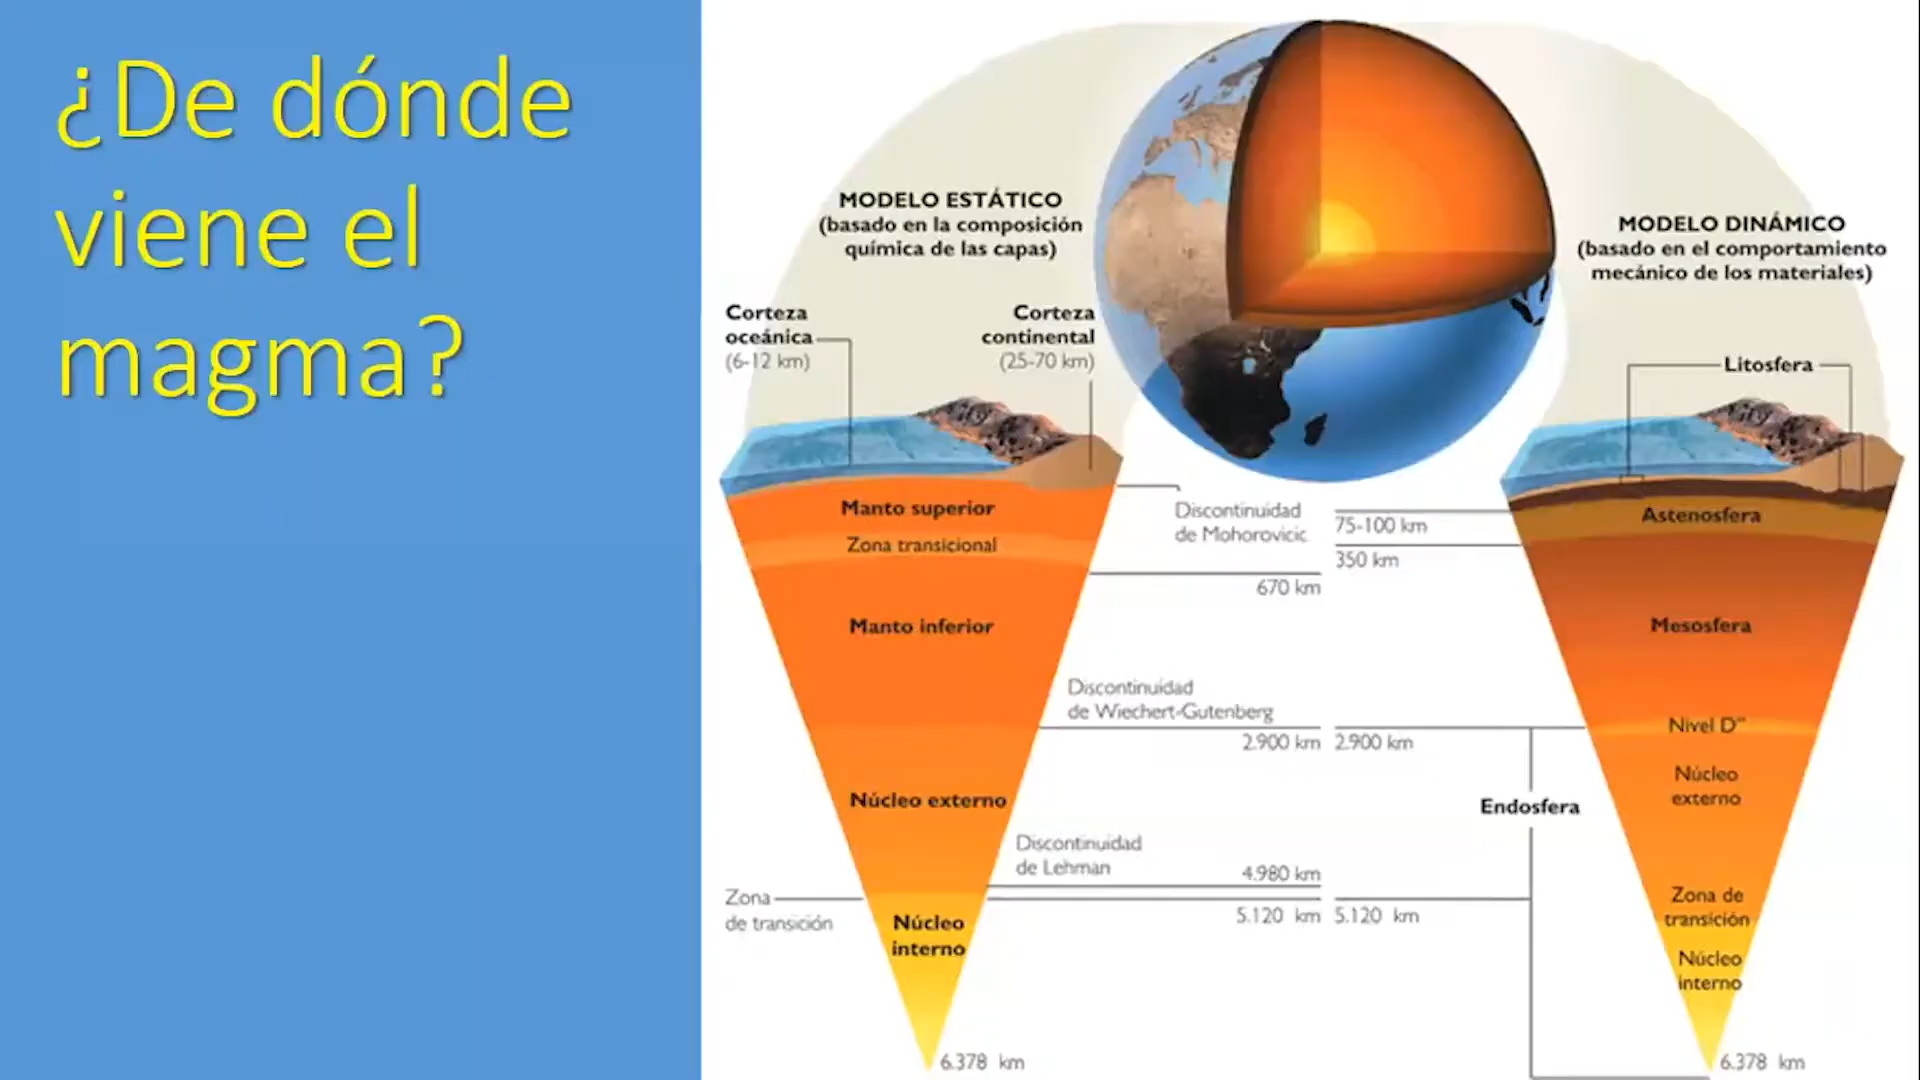 ¿De dónde
viene el
magma?
MODELO ESTÁTICO
(basado en la composición
química de las capas)
MODELO DINÁMICO
(basado en el comportamiento
mecánico de los materiales)
Corteza
oceánica
(6-12 km)
Corteza
continental
(25-70 km)
Litosfera
Manto superior
Zona transicional
Manto inferior
Núcleo externo
Núcleo
interno
Zona
de transición
6.378 km
Discontinuidad
de Mohorovicic
75-100 km
350 km
670 km
Discontinuidad
de Wiechert-Gutenberg
2.900 km
2.900 km
Discontinuidad
de Lehman
4.980 km
5.120 km
5.120 km
Endosfera
Astenosfera
Mesosfera
Nivel D"
Núcleo
externo
Zona de
transición
Núcleo
interno
6.378 km